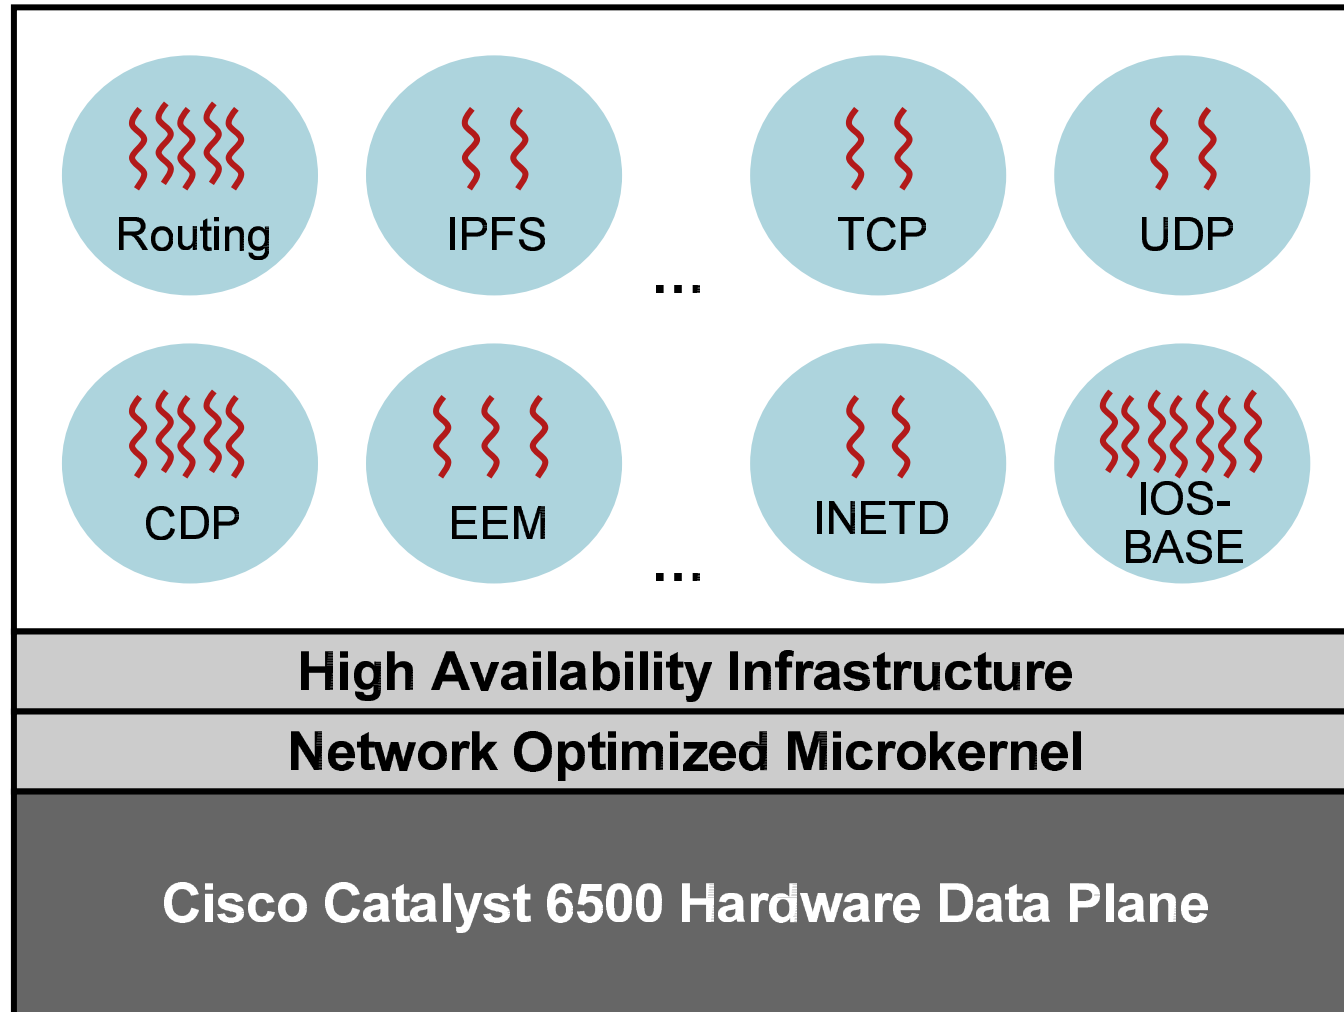 Routing
IPFS
TCP
UDP
...
CDP
EEM
INETD
IOS-
BASE
...
High Availability Infrastructure
Network Optimized Microkernel
Cisco Catalyst 6500 Hardware Data Plane